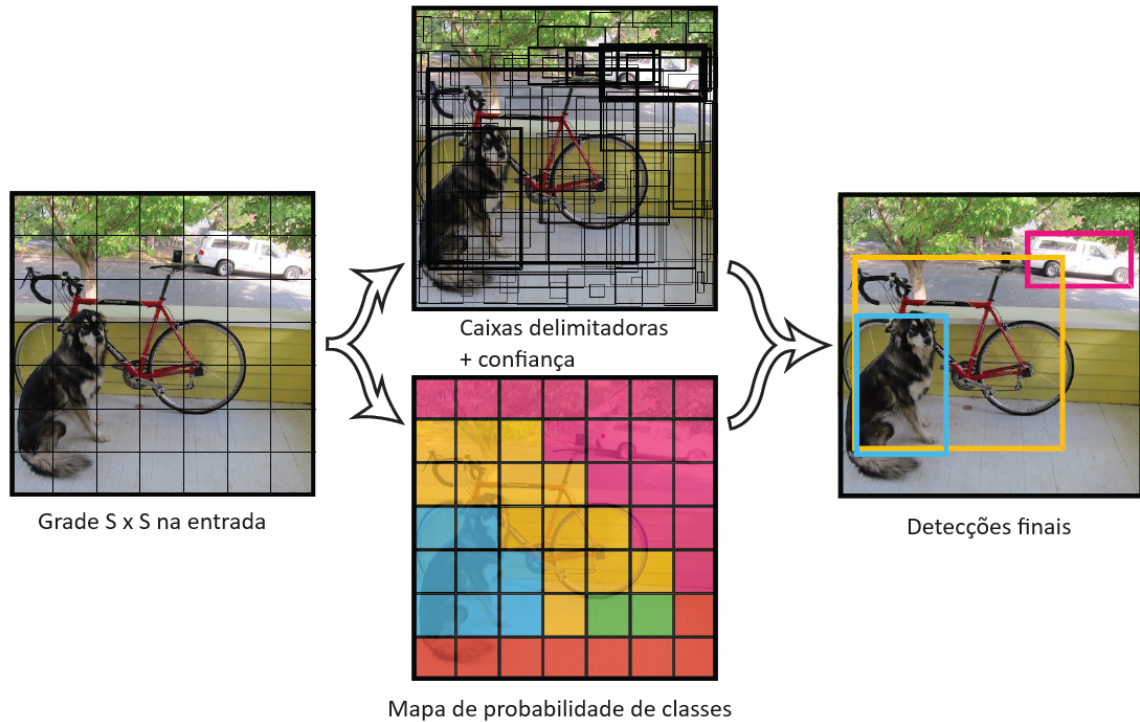 Caixas delimitadoras
+ confiança
Grade S x S na entrada
Detecções finais
Mapa de probabilidade de classes